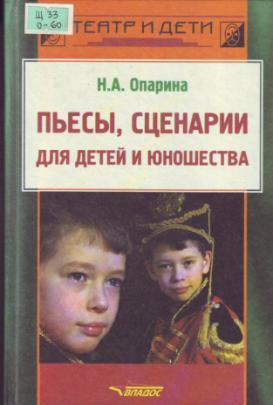 Щ 33
О-60
ТЕАТР И ДЕТИ
Н.А. Опарина
ПЬЕСЫ, СЦЕНАРИИ
ДЛЯ ДЕТЕЙ И ЮНОШЕСТВА
ВЛАДОС